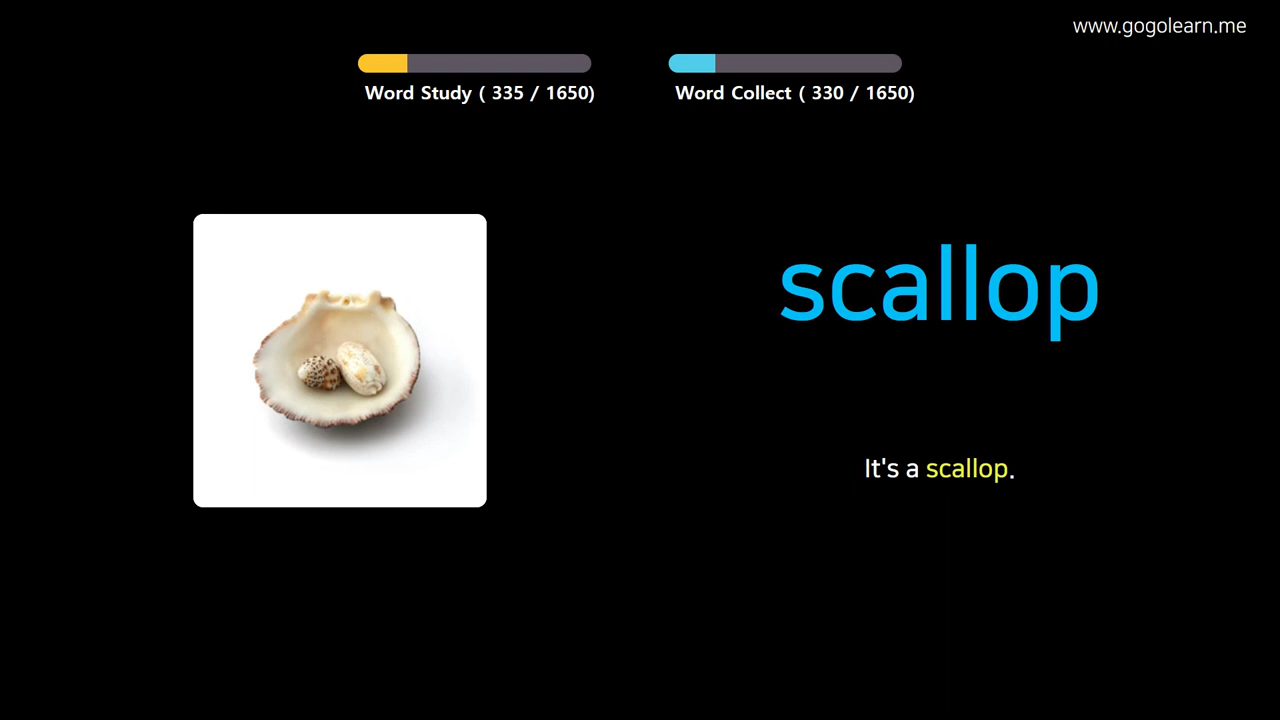 www.gogolearn.me
Word Study ( 335 / 1650)
Word Collect ( 330 / 1650)
scallop
It's a scallop.